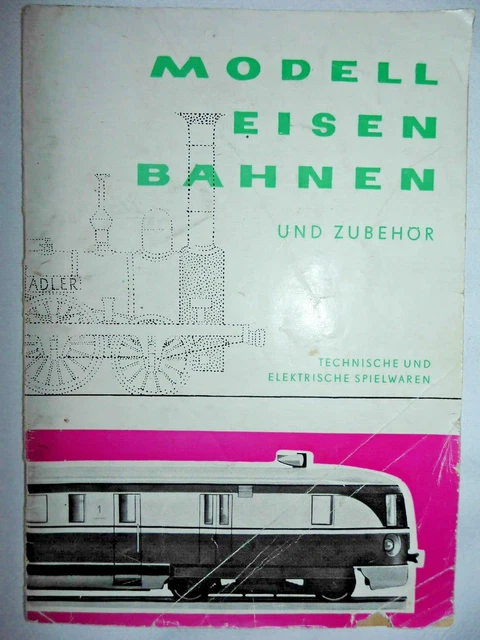 MODELL
EISEN
BAHNEN
UND ZUBEHÖR
ADLER
TECHNISCHE UND
ELEKTRISCHE SPIELWAREN
1